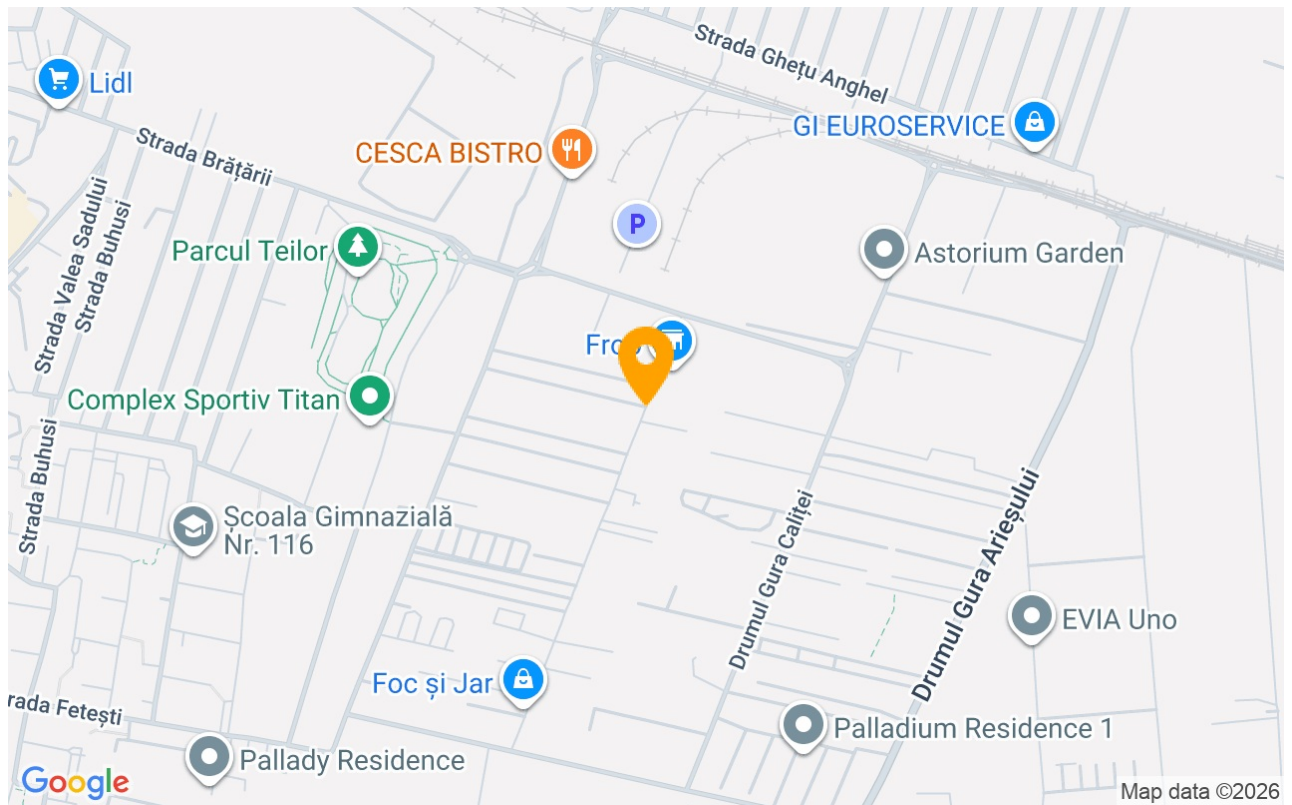 Strada Ghețu Anghel
Lidl
GI EUROSERVICE
Strada Brățării
CESCA BISTRO
P
Strada Valea Sadului
Strada Buhusi
Parcul Teilor
Astorium Garden
Complex Sportiv Titan
Strada Buhusi
Școala Gimnazială
Nr. 116
Drumul Gura Caliței
Drumul Gura Arieșului
EVIA Uno
Foc și Jar
Fetești
Palladium Residence 1
Pallady Residence
Google
Map data ©2026